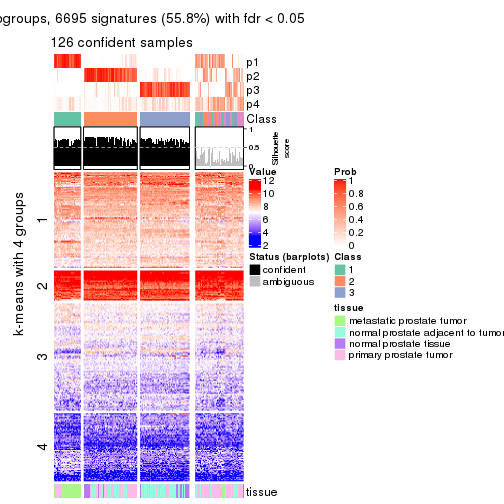 ogroups, 6695 signatures (55.8%) with fdr < 0.05
126 confident samples
p1
p2
p3
p4
Class
1
0.5
0
Silhouette
score
k-means with 4 groups
1
2
3
4
tissue
Value
12
10
8
6
4
2
Status (barplots)
confident
ambiguous
Prob
1
0.8
0.6
0.4
0.2
0
Class
1
2
3
tissue
metastatic prostate tumor
normal prostate adjacent to tumor
normal prostate tissue
primary prostate tumor